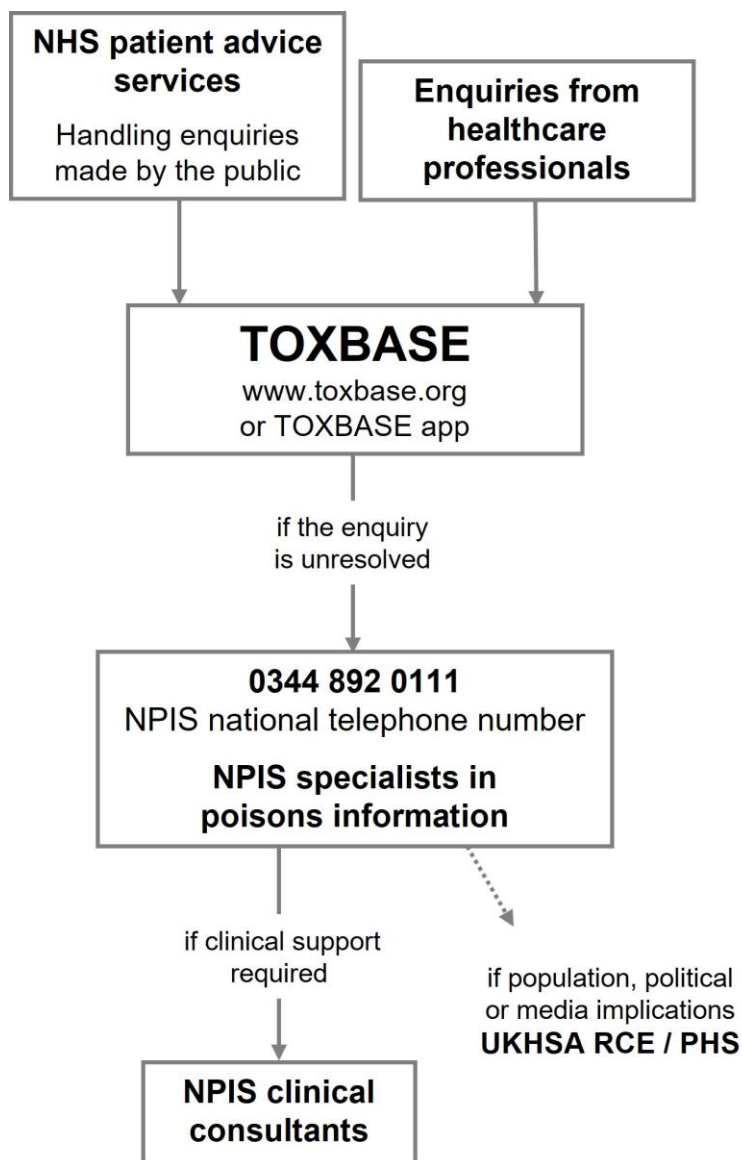 NHS patient advice
services
Handling enquiries
made by the public
Enquiries from
healthcare
professionals
TOXBASE
www.toxbase.org
or TOXBASE app
if the enquiry
is unresolved
0344 892 0111
NPIS national telephone number
NPIS specialists in
poisons information
if clinical support
required
if population, political
or media implications
UKHSA RCE / PHS
NPIS clinical
consultants